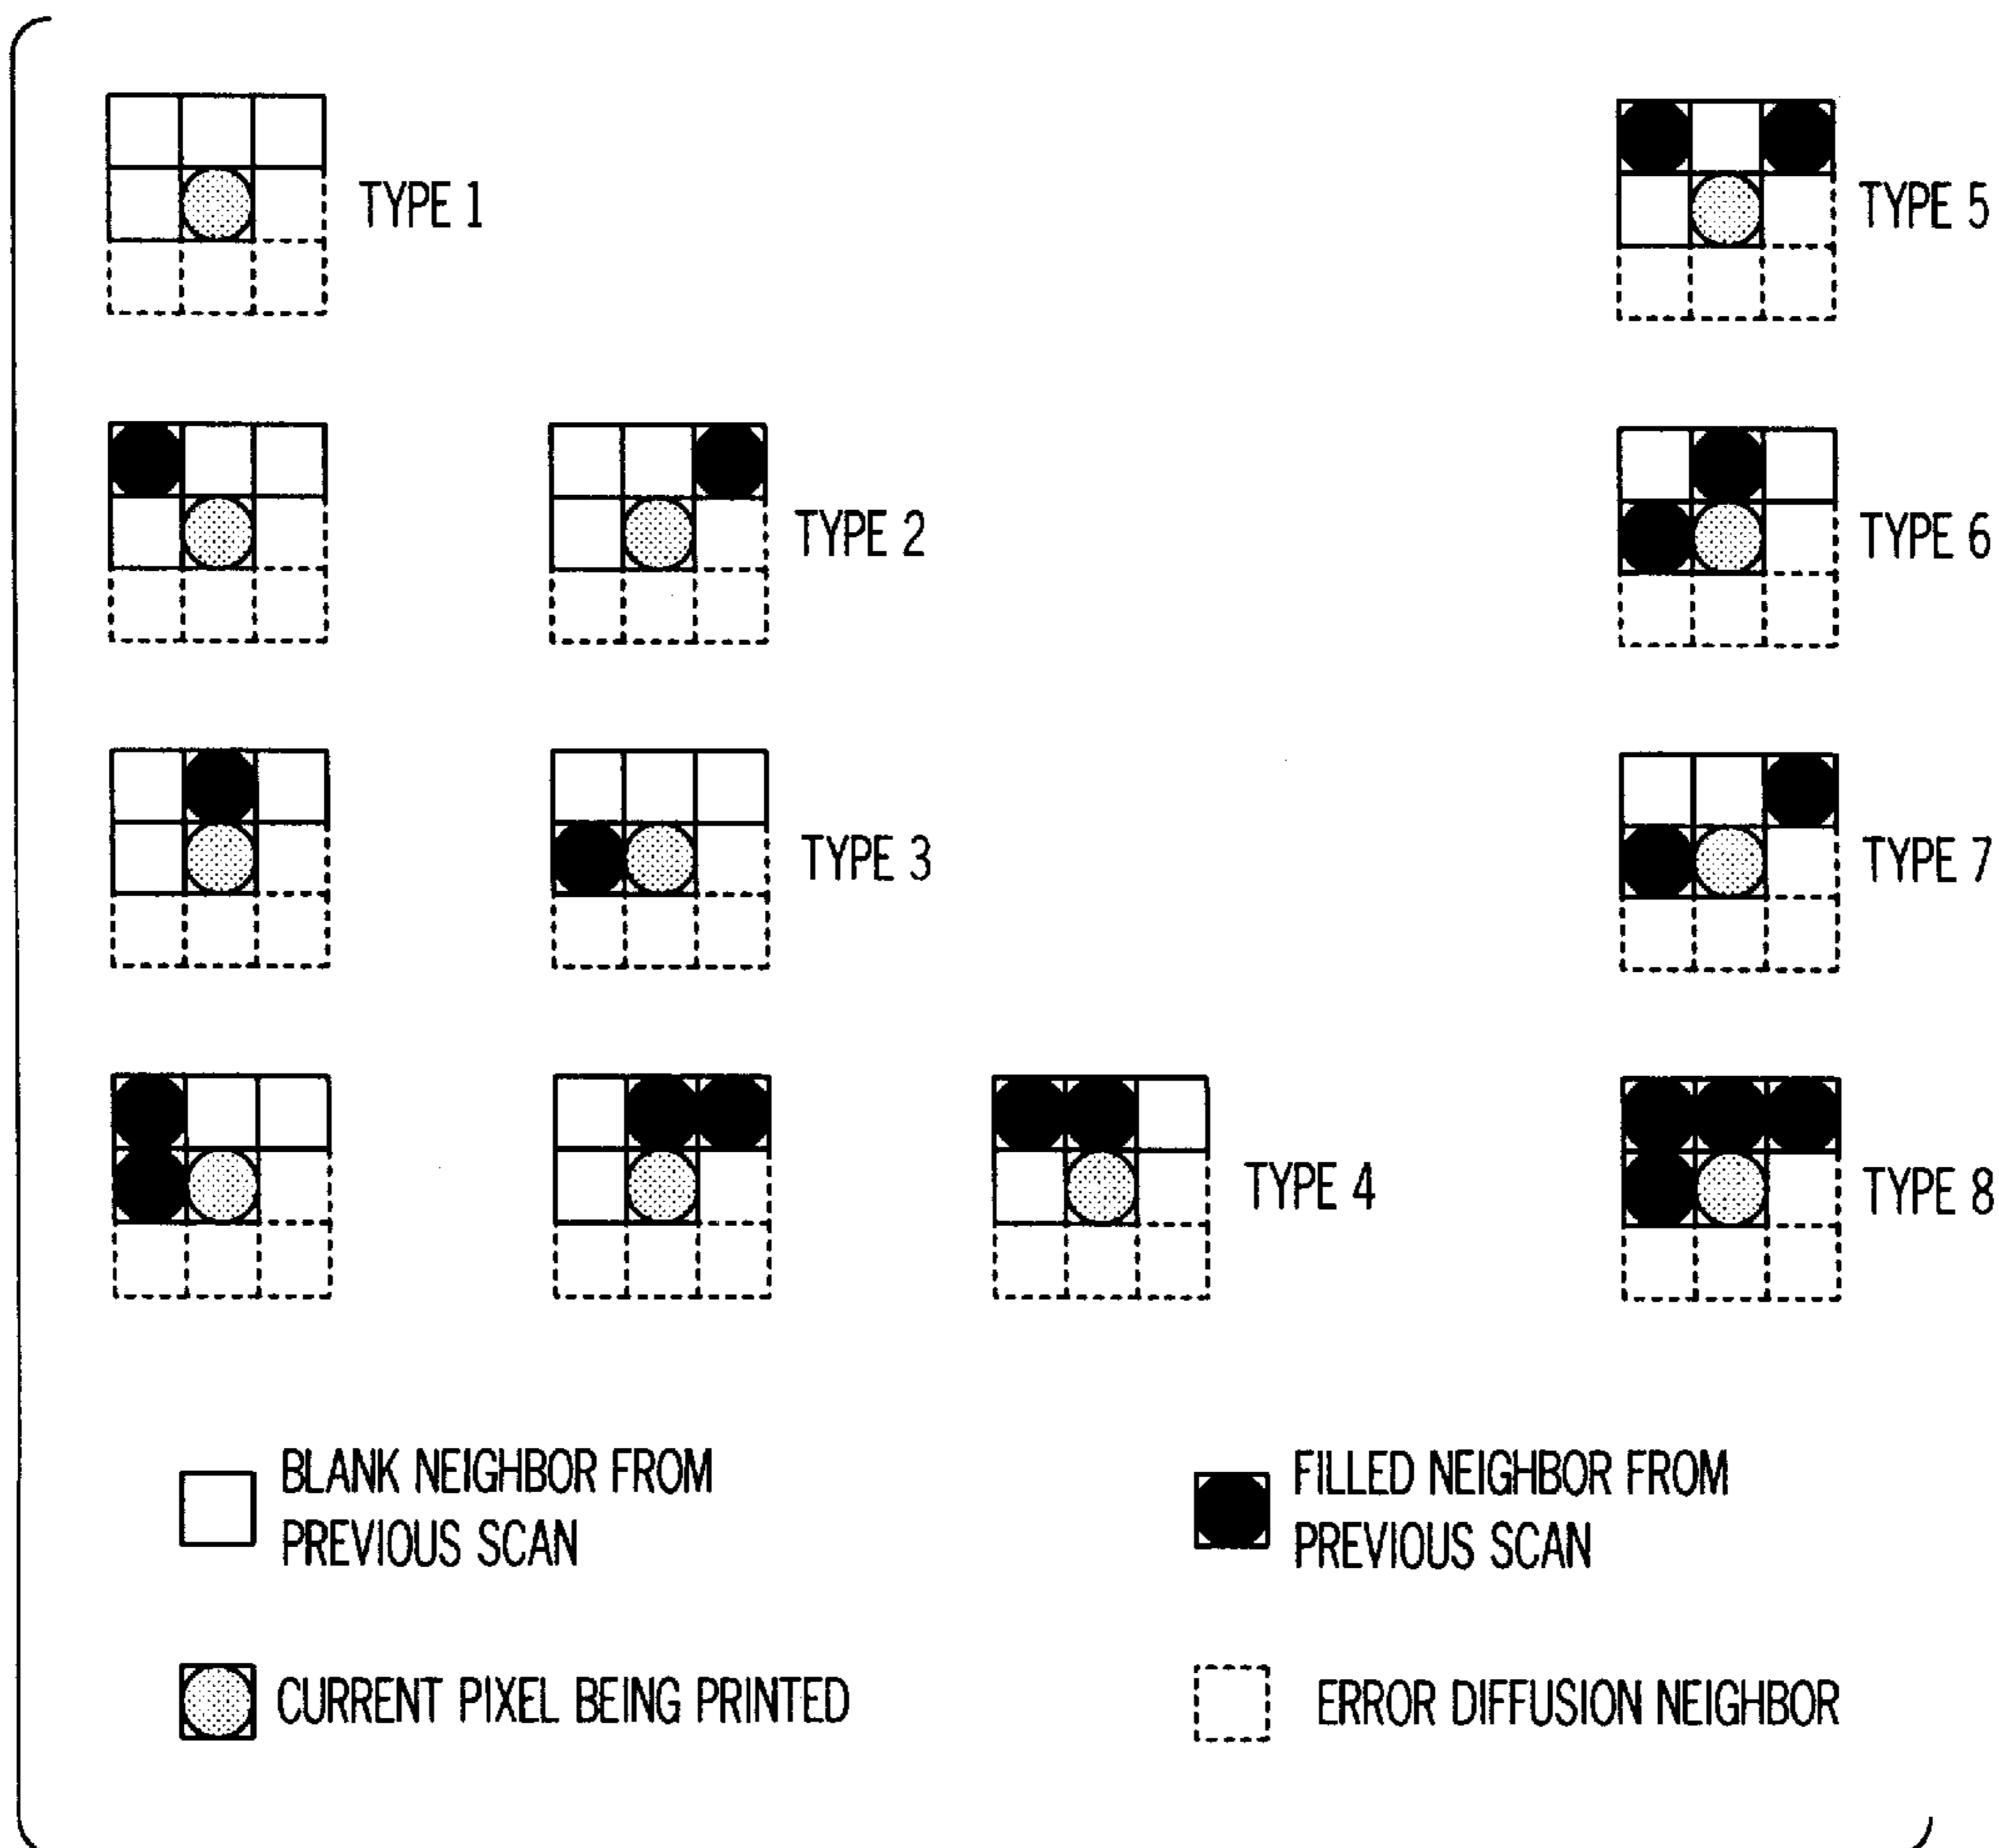 TYPE 1
TYPE 5
TYPE 2
TYPE 6
TYPE 3
TYPE 7
TYPE 4
TYPE 8
BLANK NEIGHBOR FROM
PREVIOUS SCAN
FILLED NEIGHBOR FROM
PREVIOUS SCAN
CURRENT PIXEL BEING PRINTED
ERROR DIFFUSION NEIGHBOR